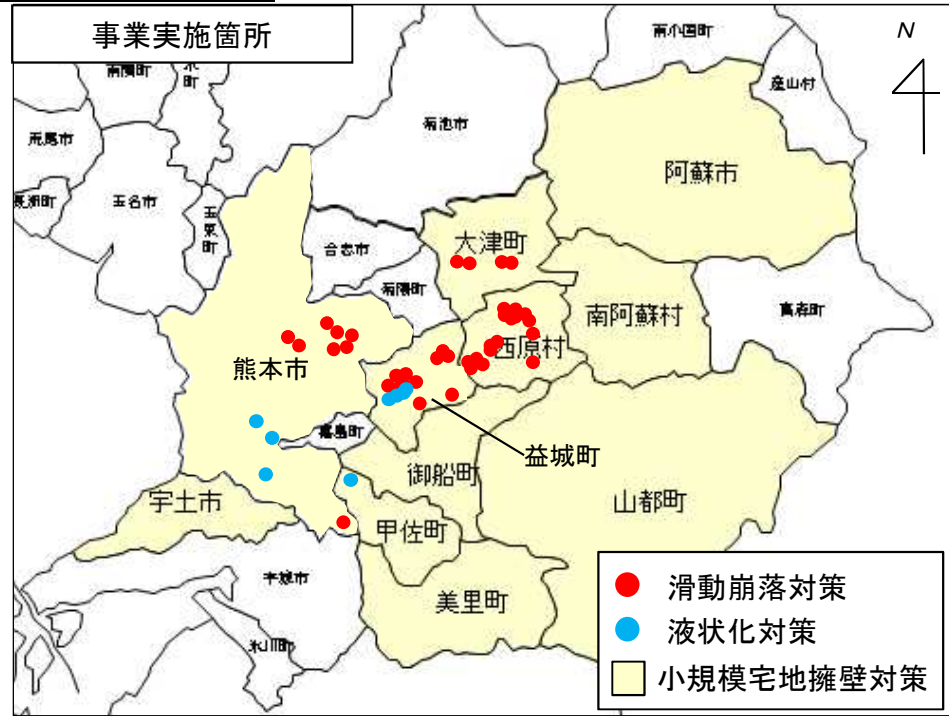 事業実施箇所
N
南小国町
南関町
産山村
菊池市
荒尾市
阿蘇市
長洲町
玉名市
玉東町
大津町
合志市
菊陽町
南阿蘇村
高森町
西原村
熊本市
嘉島町
益城町
御船町
宇土市
山都町
甲佐町
宇城市
美里町
氷川町
滑動崩落対策
液状化対策
小規模宅地擁壁対策